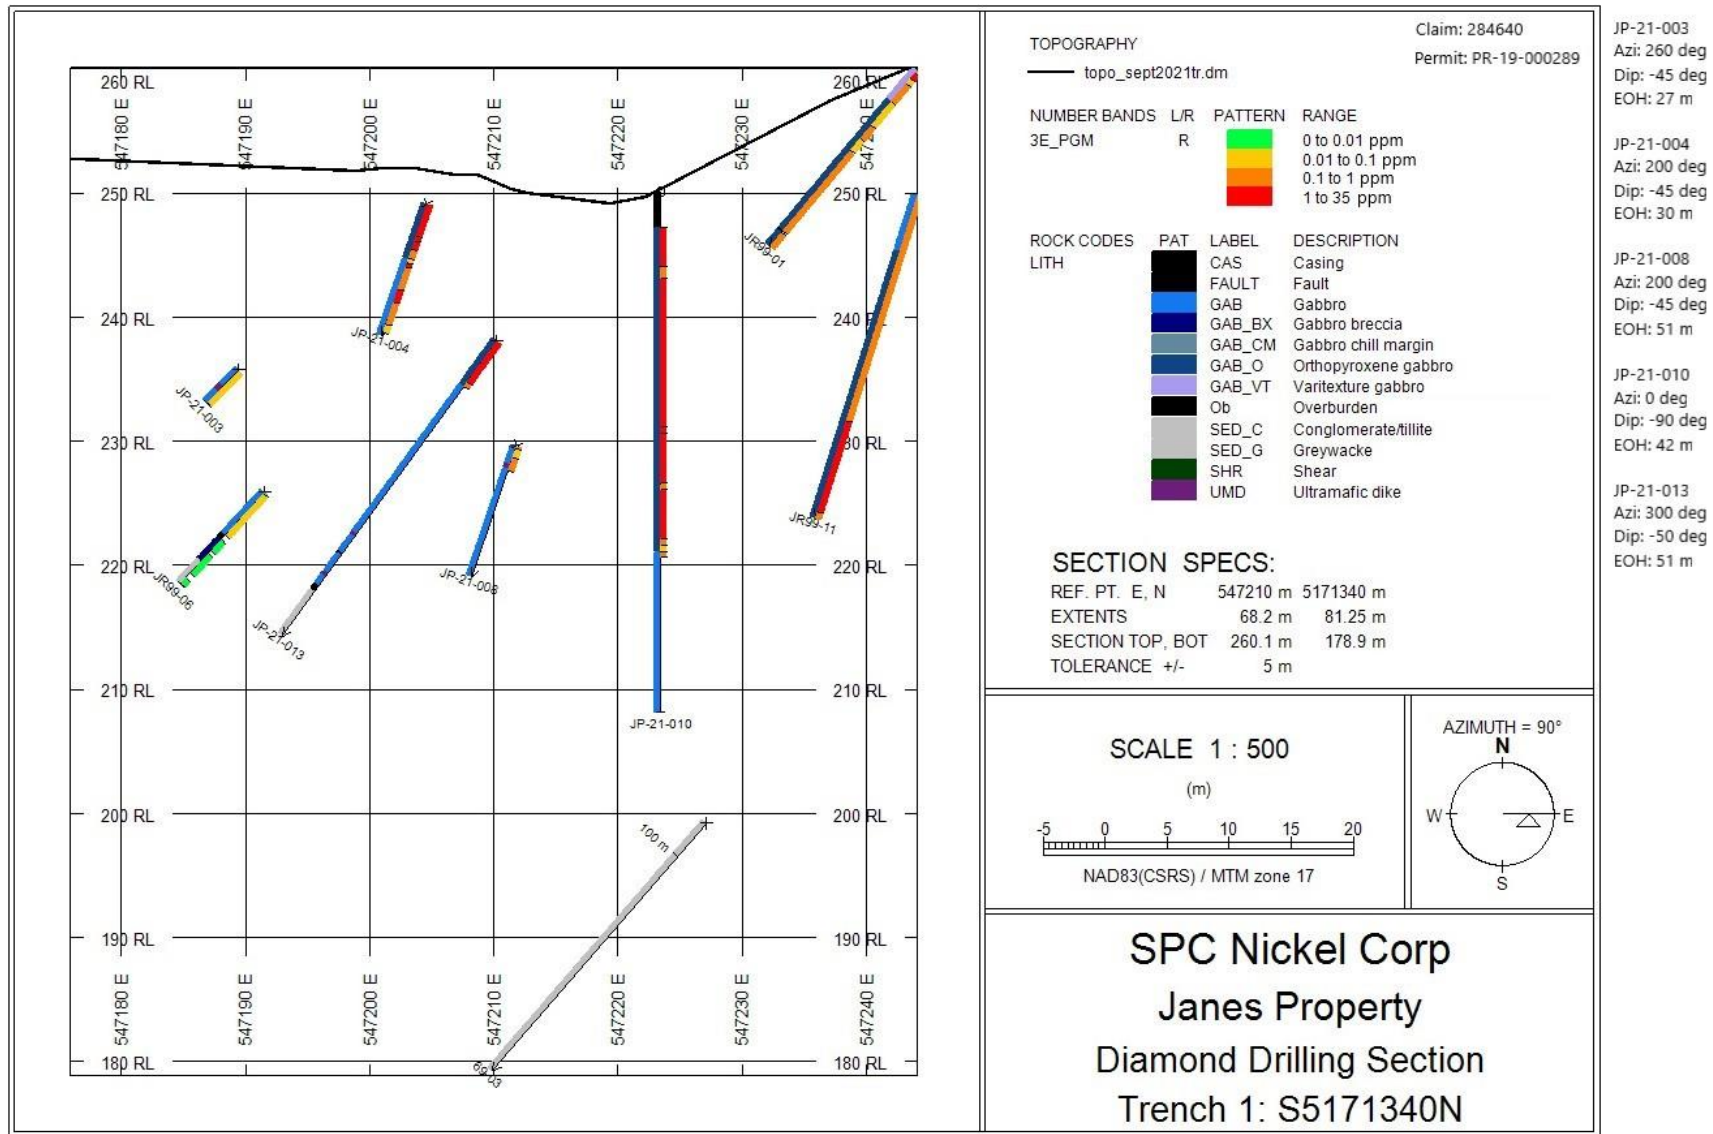 260 RL
260 RL
547180 E
547190 E
547200 E
547210 E
547220 E
547230 E
547240 E
250 RL
250 RL
JR99-01
240 RL
240 RL
JP-21-004
JP-21-003
230 RL
230 RL
JR99-11
220 RL
220 RL
JR99-06
JP-21-008
JP-21-013
210 RL
210 RL
JP-21-010
200 RL
200 RL
100 m
190 RL
190 RL
547180 E
547190 E
547200 E
547210 E
547220 E
547230 E
547240 E
180 RL
180 RL
69-03
TOPOGRAPHY
topo_sept2021tr.dm
Claim: 284640
Permit: PR-19-000289
NUMBER BANDS L/R PATTERN RANGE
3E_PGM R 0 to 0.01 ppm
0.01 to 0.1 ppm
0.1 to 1 ppm
1 to 35 ppm
ROCK CODES PAT LABEL DESCRIPTION
LITH CAS Casing
FAULT Fault
GAB Gabbro
GAB_BX Gabbro breccia
GAB_CM Gabbro chill margin
GAB_O Orthopyroxene gabbro
GAB_VT Varitexture gabbro
Ob Overburden
SED_C Conglomerate/tillite
SED_G Greywacke
SHR Shear
UMD Ultramafic dike
SECTION SPECS:
REF. PT. E, N 547210 m 5171340 m
EXTENTS 68.2 m 81.25 m
SECTION TOP, BOT 260.1 m 178.9 m
TOLERANCE +/- 5 m
SCALE 1 : 500
(m)
-5 0 5 10 15 20
NAD83(CSRS) / MTM zone 17
AZIMUTH = 90°
N
W
E
S
SPC Nickel Corp
Janes Property
Diamond Drilling Section
Trench 1: S5171340N
JP-21-003
Azi: 260 deg
Dip: -45 deg
EOH: 27 m
JP-21-004
Azi: 200 deg
Dip: -45 deg
EOH: 30 m
JP-21-008
Azi: 200 deg
Dip: -45 deg
EOH: 51 m
JP-21-010
Azi: 0 deg
Dip: -90 deg
EOH: 42 m
JP-21-013
Azi: 300 deg
Dip: -50 deg
EOH: 51 m